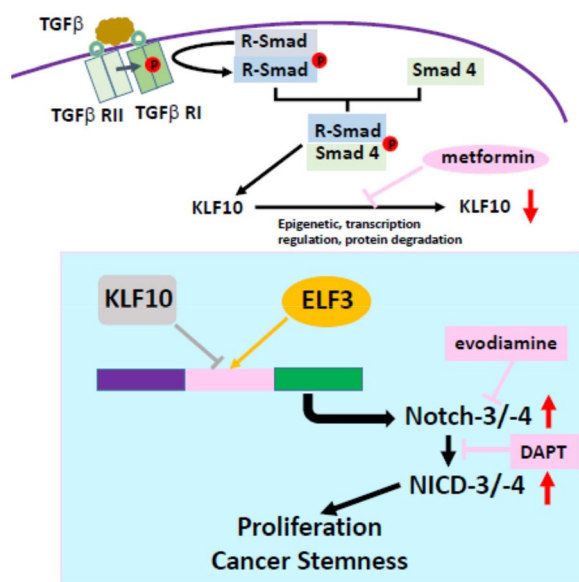 TGFβ
R-Smad
P
R-Smad
P
Smad 4
TGFβ RII
TGFβ RI
R-Smad
Smad 4
P
metformin
KLF10
KLF10
Epigenetic, transcription
regulation, protein degradation
KLF10
ELF3
evodiamine
Notch-3/-4
DAPT
NICD-3/-4
Proliferation
Cancer Stemness